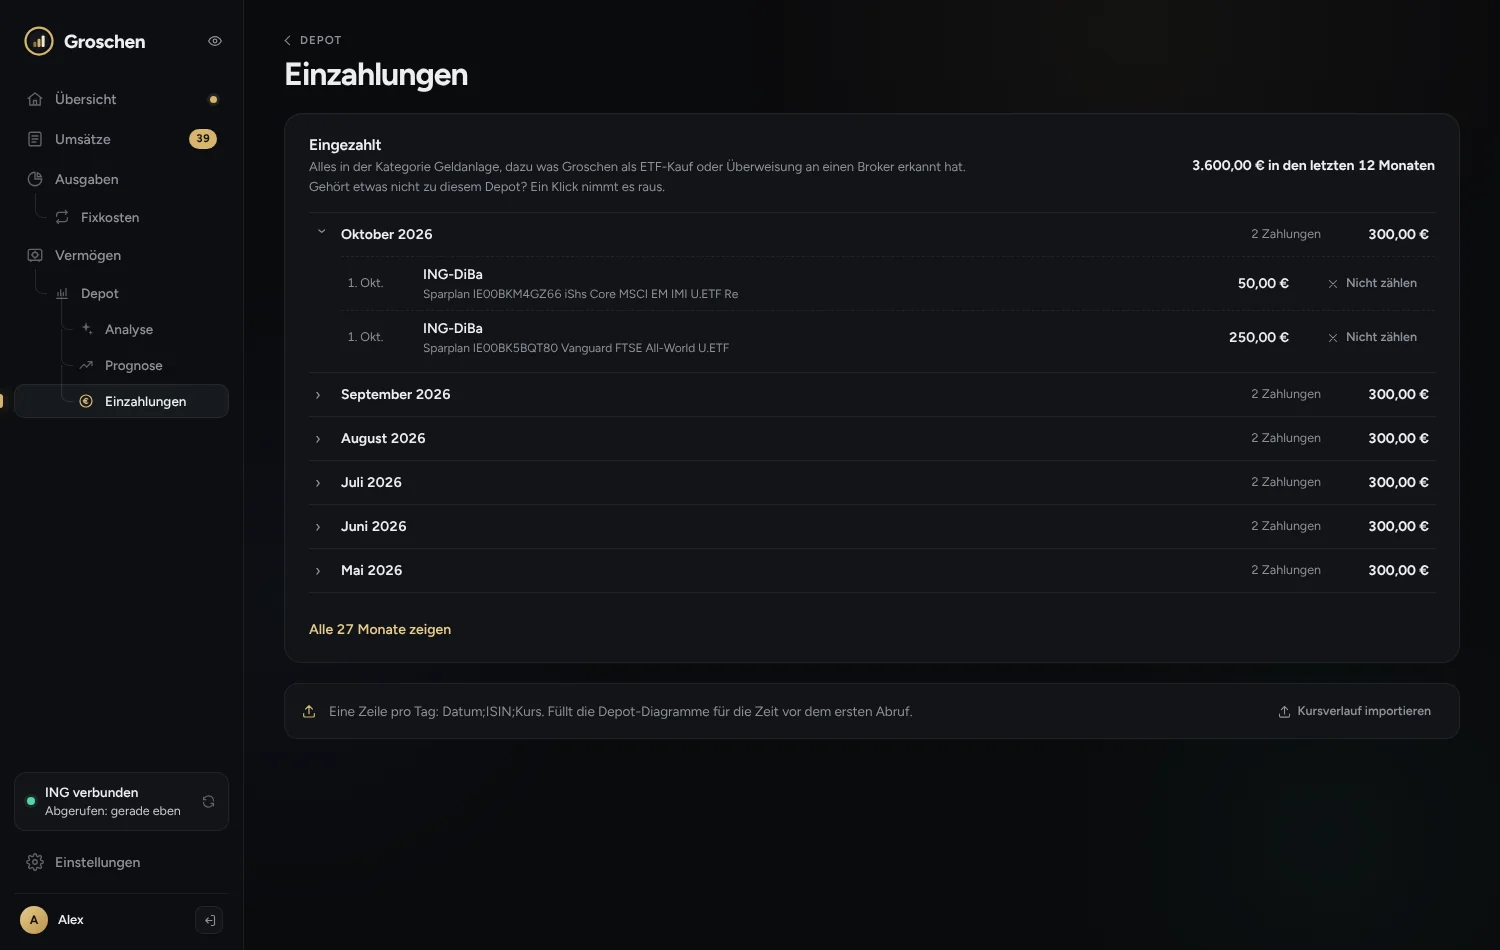 Groschen
Übersicht
Umsätze 39
Ausgaben
Fixkosten
Vermögen
Depot
Analyse
Prognose
Einzahlungen
ING verbunden
Abgerufen: gerade eben
Einstellungen
A Alex
DEPOT
Einzahlungen
Eingezahlt
Alles in der Kategorie Geldanlage, dazu was Groschen als ETF-Kauf oder Überweisung an einen Broker erkannt hat.
Gehört etwas nicht zu diesem Depot? Ein Klick nimmt es raus.
3.600,00 € in den letzten 12 Monaten
Oktober 2026 2 Zahlungen 300,00 €
1. Okt. ING-DiBa 50,00 € Nicht zählen
Sparplan IE00BKM4GZ66 iShs Core MSCI EM IMI U.ETF Re
1. Okt. ING-DiBa 250,00 € Nicht zählen
Sparplan IE00BK5BQT80 Vanguard FTSE All-World U.ETF
September 2026 2 Zahlungen 300,00 €
August 2026 2 Zahlungen 300,00 €
Juli 2026 2 Zahlungen 300,00 €
Juni 2026 2 Zahlungen 300,00 €
Mai 2026 2 Zahlungen 300,00 €
Alle 27 Monate zeigen
Eine Zeile pro Tag: Datum;ISIN;Kurs. Füllt die Depot-Diagramme für die Zeit vor dem ersten Abruf. Kursverlauf importieren